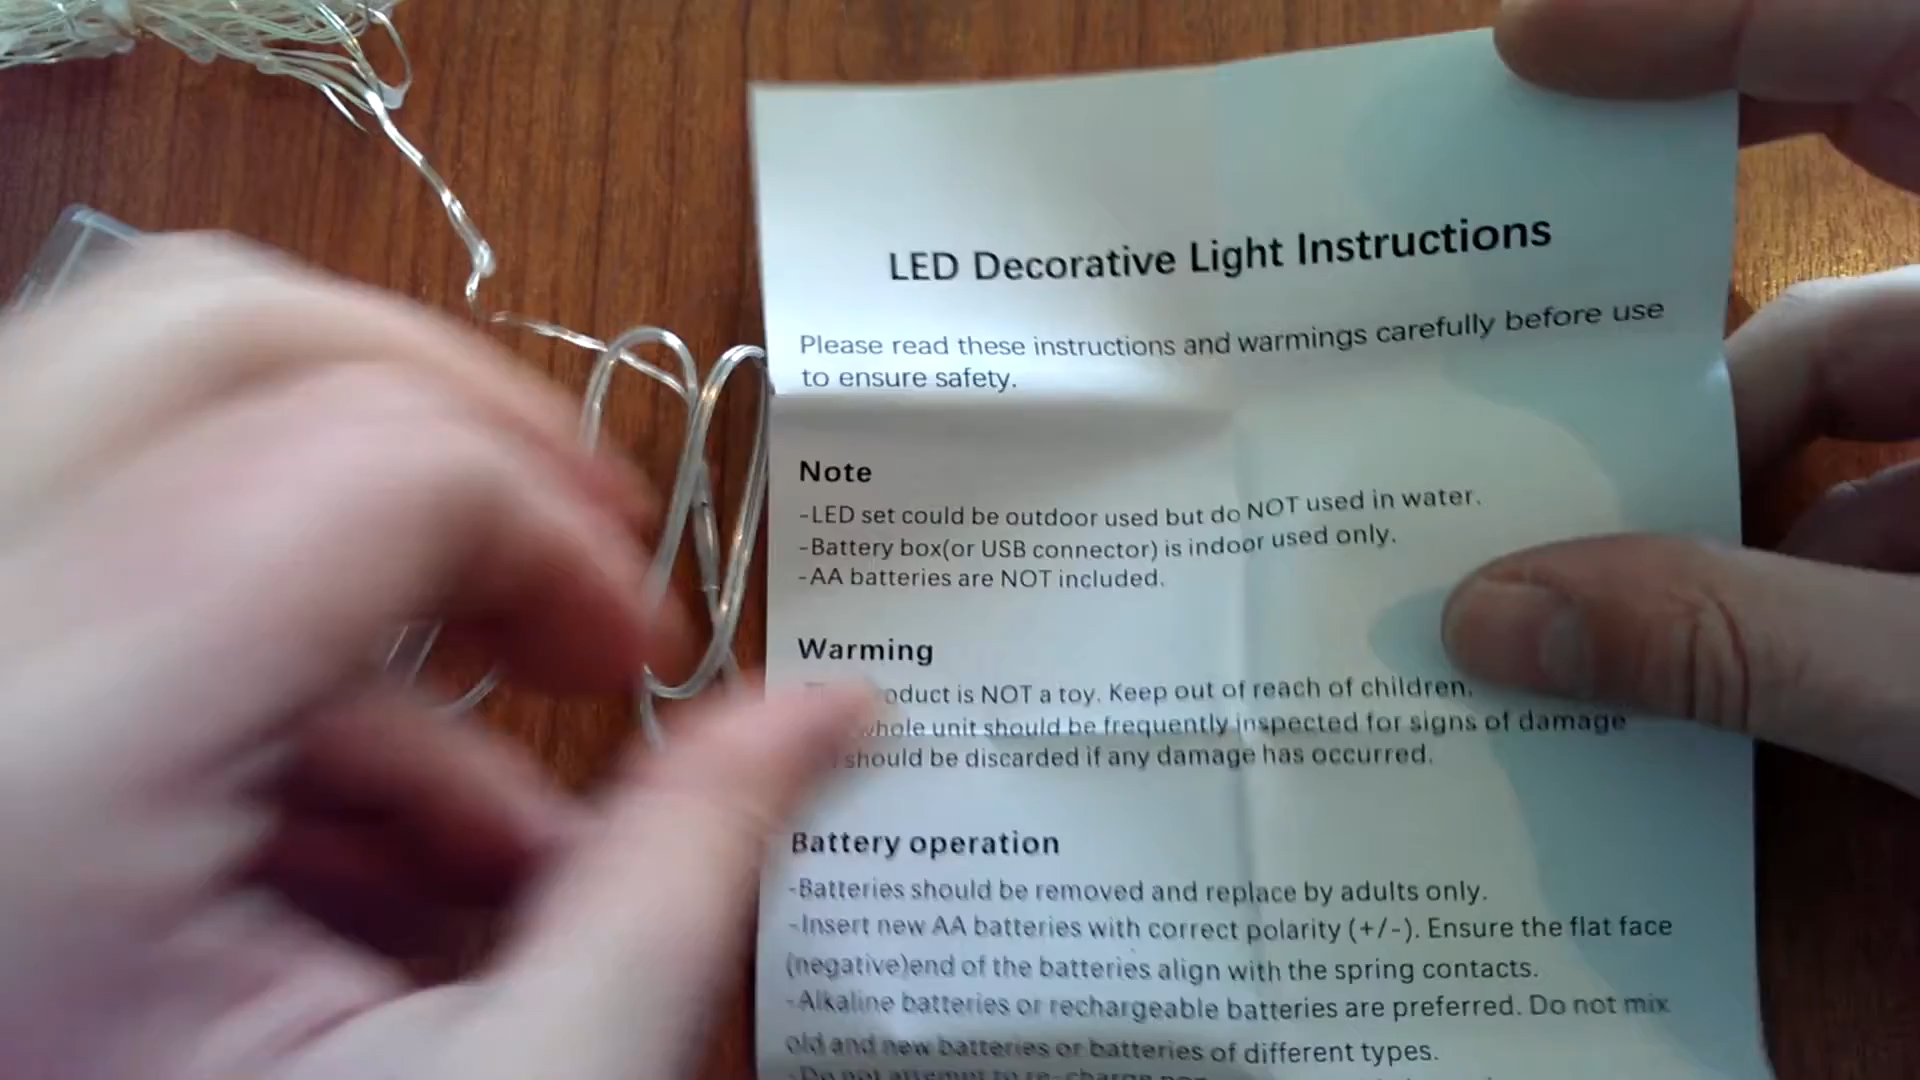 LED Decorative Light Instructions
Please read these instructions and warmings carefully before use
to ensure safety.
Note
-LED set could be outdoor used but do NOT used in water.
-Battery box(or USB connector) is indoor used only.
-AA batteries are NOT included.
Warming
is NOT a toy. Keep out of reach of children.
unit should be frequently inspected for signs of damage
should be discarded if any damage has occurred.
Battery operation
-Batteries should be removed and replace by adults only.
-Insert new AA batteries with correct polarity (+/-). Ensure the flat face
(negative)end of the batteries align with the spring contacts.
-Alkaline batteries or rechargeable batteries are preferred. Do not mix
old and new batteries or batteries of different types.
-Do not attempt to re-charge